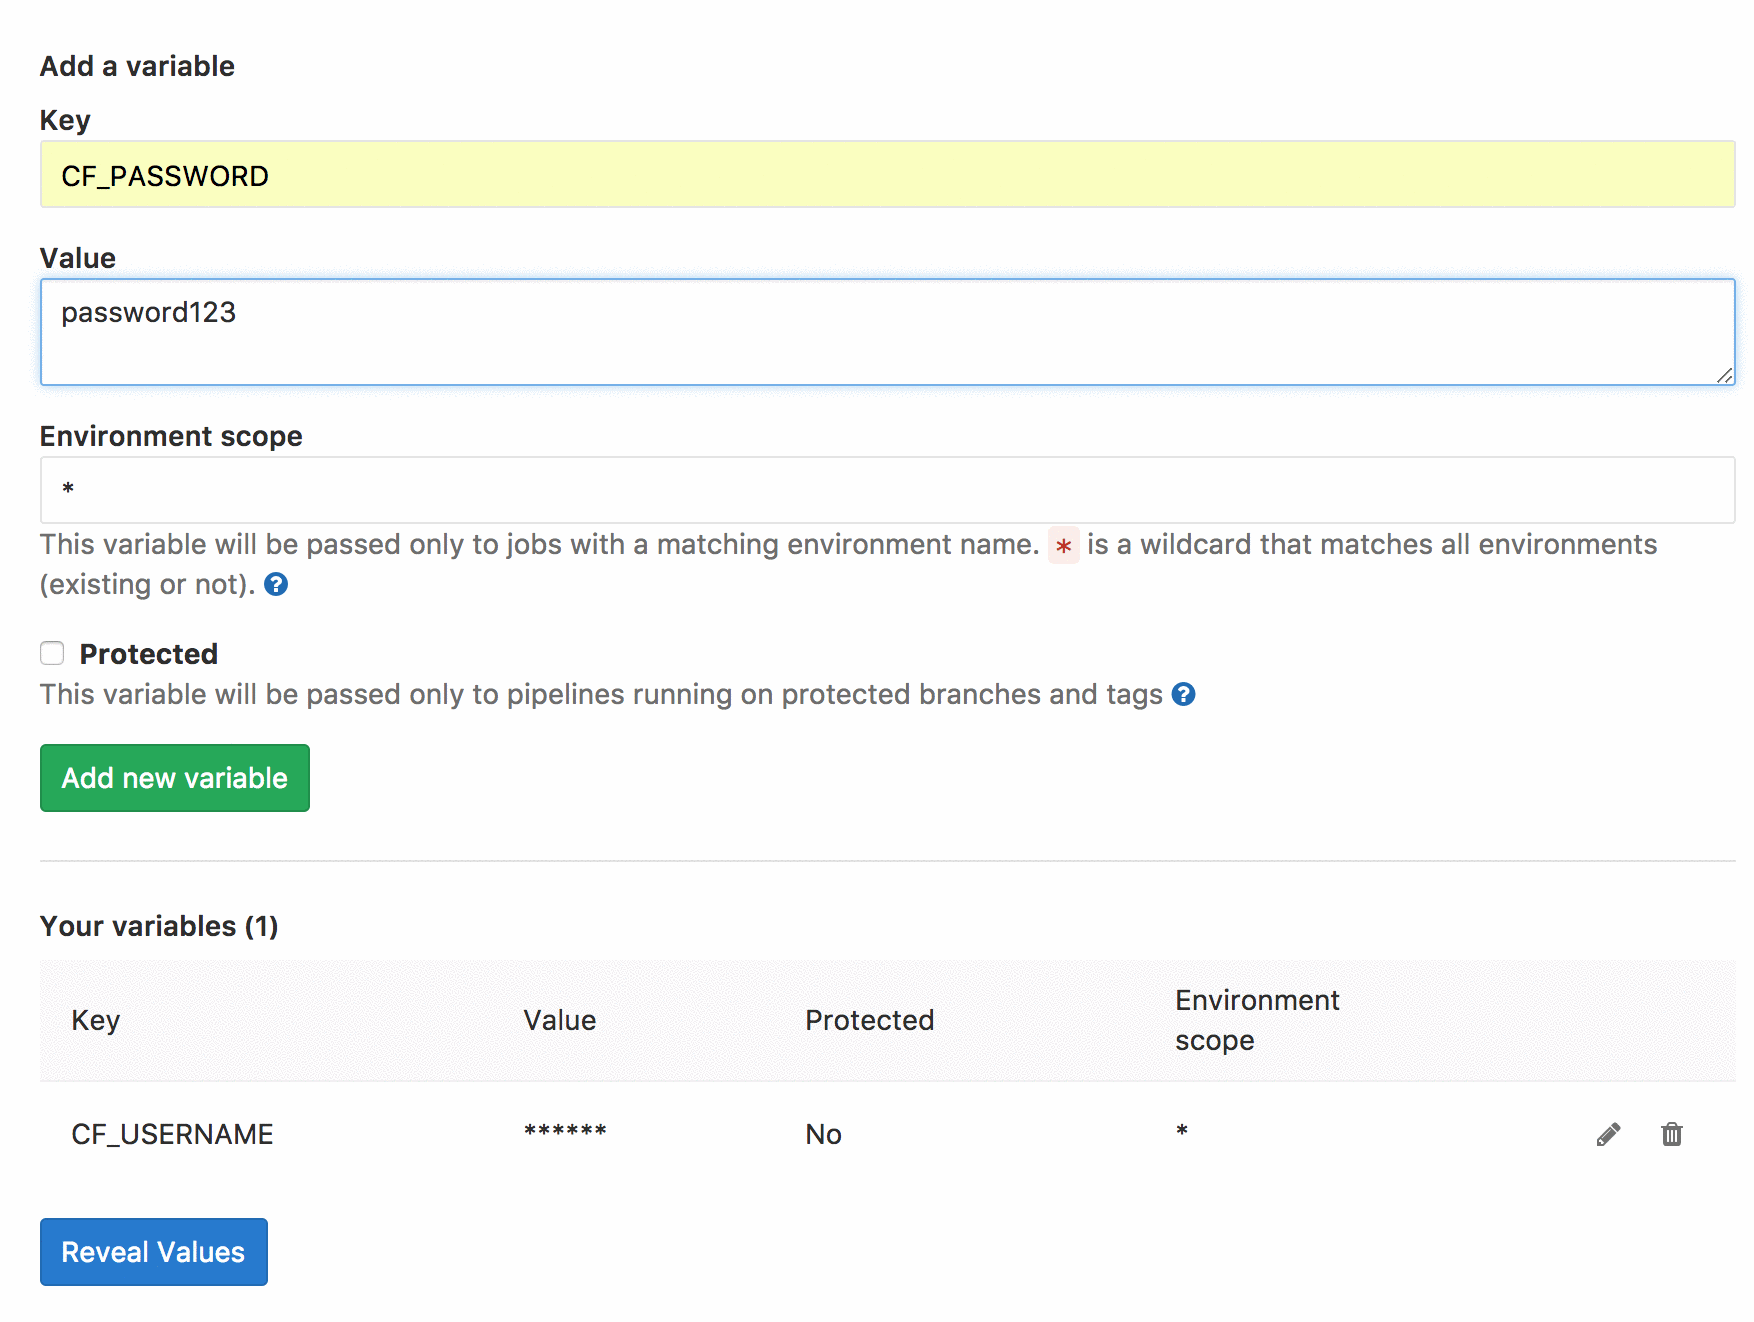 Add a variable
Key
CF_PASSWORD
Value
password123
Environment scope
*
This variable will be passed only to jobs with a matching environment name. * is a wildcard that matches all environments
(existing or not). ?
Protected
This variable will be passed only to pipelines running on protected branches and tags ?
Add new variable
Your variables (1)
Key Value Protected Environment scope
CF_USERNAME ****** No *
Reveal Values